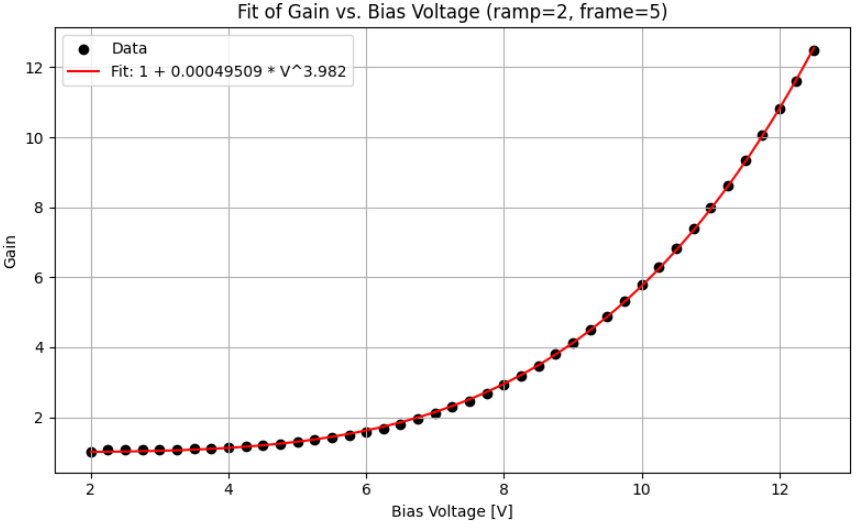 Fit of Gain vs. Bias Voltage (ramp=2, frame=5)
Data
Fit: 1 + 0.00049509 * V^3.982
12
10
8
6
4
2
Gain
2 4 6 8 10 12
Bias Voltage [V]